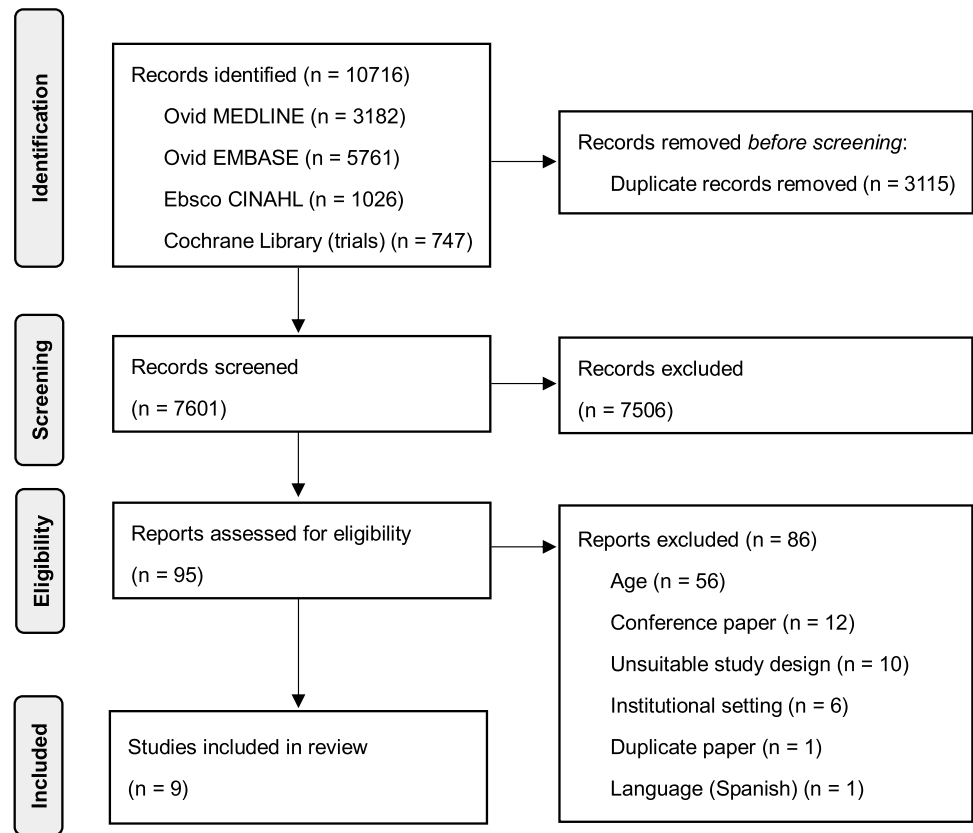 Identification
Records identified (n = 10716)
Ovid MEDLINE (n = 3182)
Ovid EMBASE (n = 5761)
Ebsco CINAHL (n = 1026)
Cochrane Library (trials) (n = 747)
Records removed before screening:
Duplicate records removed (n = 3115)
Screening
Records screened
(n = 7601)
Records excluded
(n = 7506)
Eligibility
Reports assessed for eligibility
(n = 95)
Reports excluded (n = 86)
Age (n = 56)
Conference paper (n = 12)
Unsuitable study design (n = 10)
Institutional setting (n = 6)
Duplicate paper (n = 1)
Language (Spanish) (n = 1)
Included
Studies included in review
(n = 9)